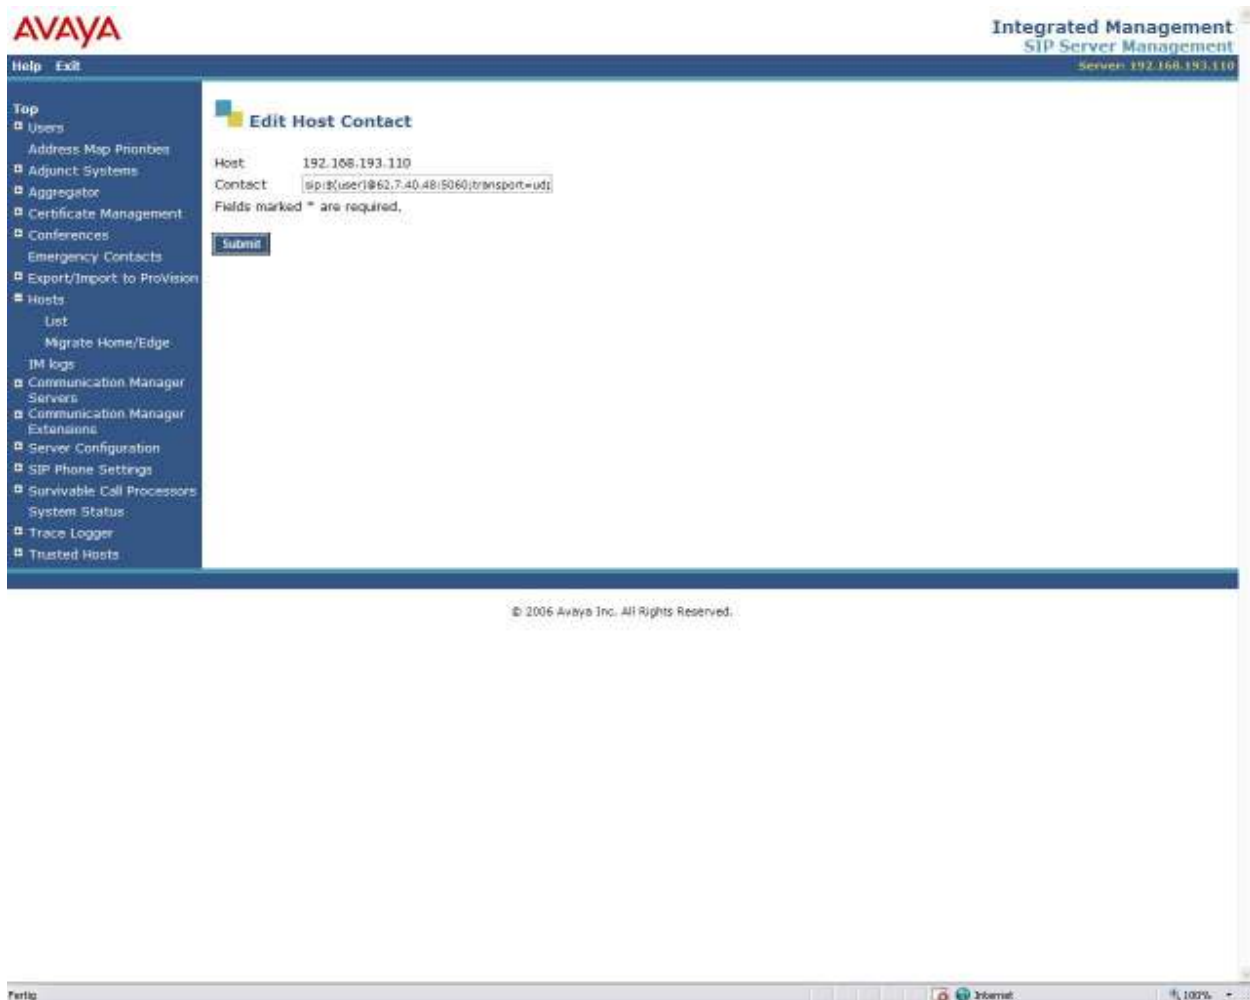 AVAYA
Integrated Management
SIP Server Management
Help Exit
Server: 192.168.193.110
Top
Users
Address Map Priorities
Adjunct Systems
Aggregator
Certificate Management
Conferences
Emergency Contacts
Export/Import to ProVision
Hosts
List
Migrate Home/Edge
IM logs
Communication Manager
Servers
Communication Manager
Extensions
Server Configuration
SIP Phone Settings
Survivable Call Processors
System Status
Trace Logger
Trusted Hosts
Edit Host Contact
Host 192.168.193.110
Contact sip:$(user)@62.7.40.48:5060;transport=udp
Fields marked * are required.
Submit
© 2006 Avaya Inc. All Rights Reserved.
Fertig Internet 100%